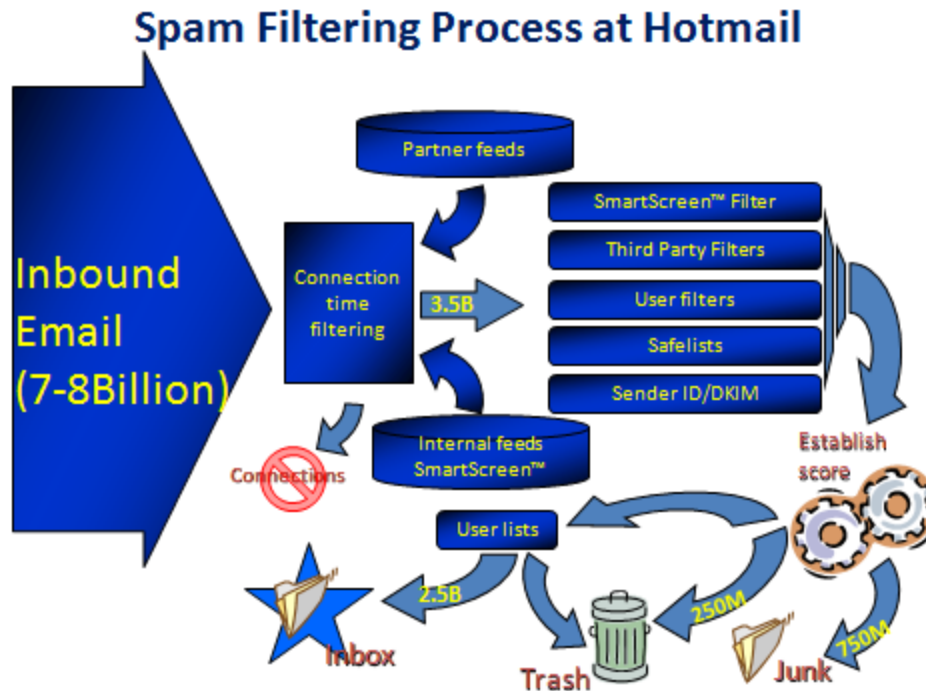 Spam Filtering Process at Hotmail
Partner feeds
Inbound
Email
(7-8Billion)
Connection
time
filtering
3.5B
SmartScreen™ Filter
Third Party Filters
User filters
Safelists
Sender ID/DKIM
Connections
Internal feeds
SmartScreen™
Establish
score
User lists
2.5B
250M
750M
Inbox
Trash
Junk